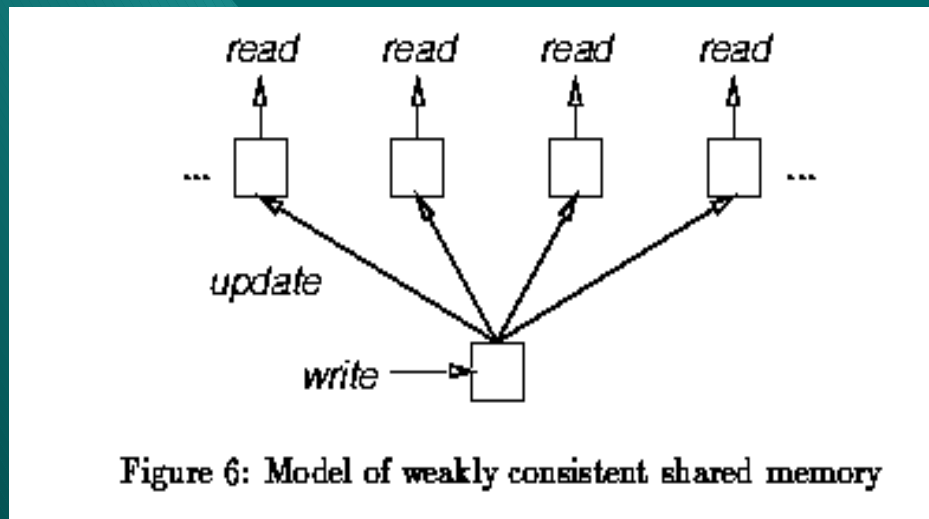 read read read read
... ...
update
write
Figure 6: Model of weakly consistent shared memory